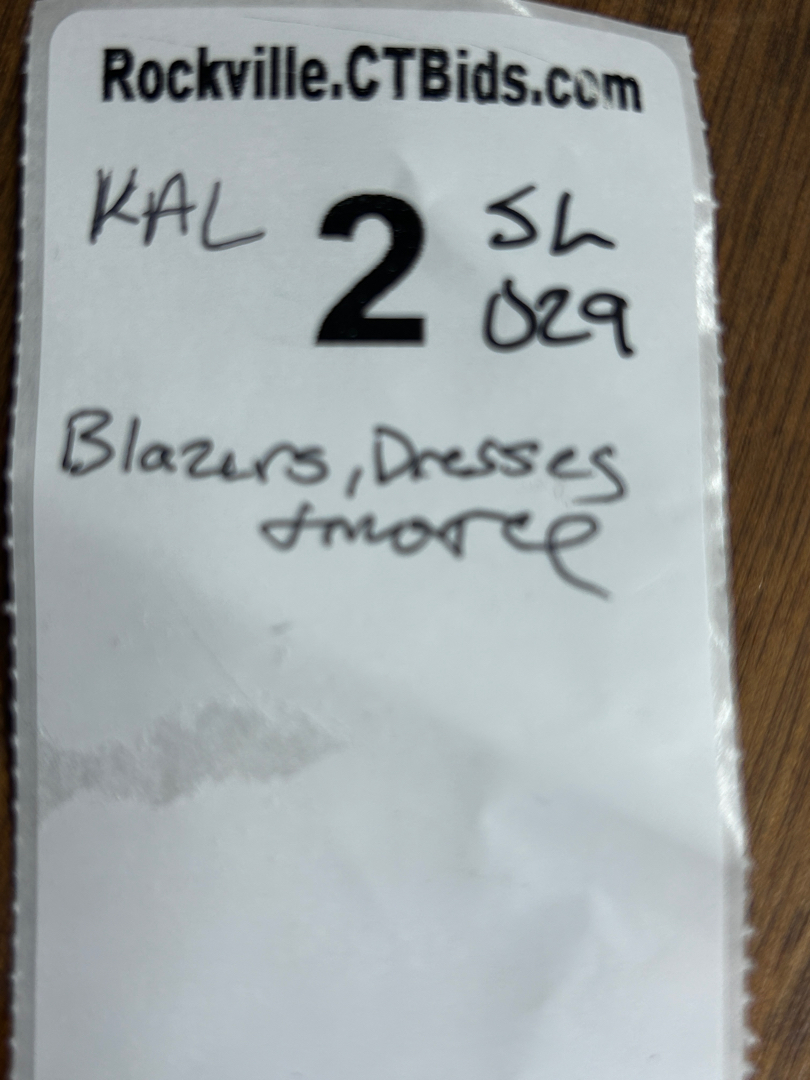 Rockville.CTBids.com
KAL 2 SL
029
Blazers, Dresses
+more